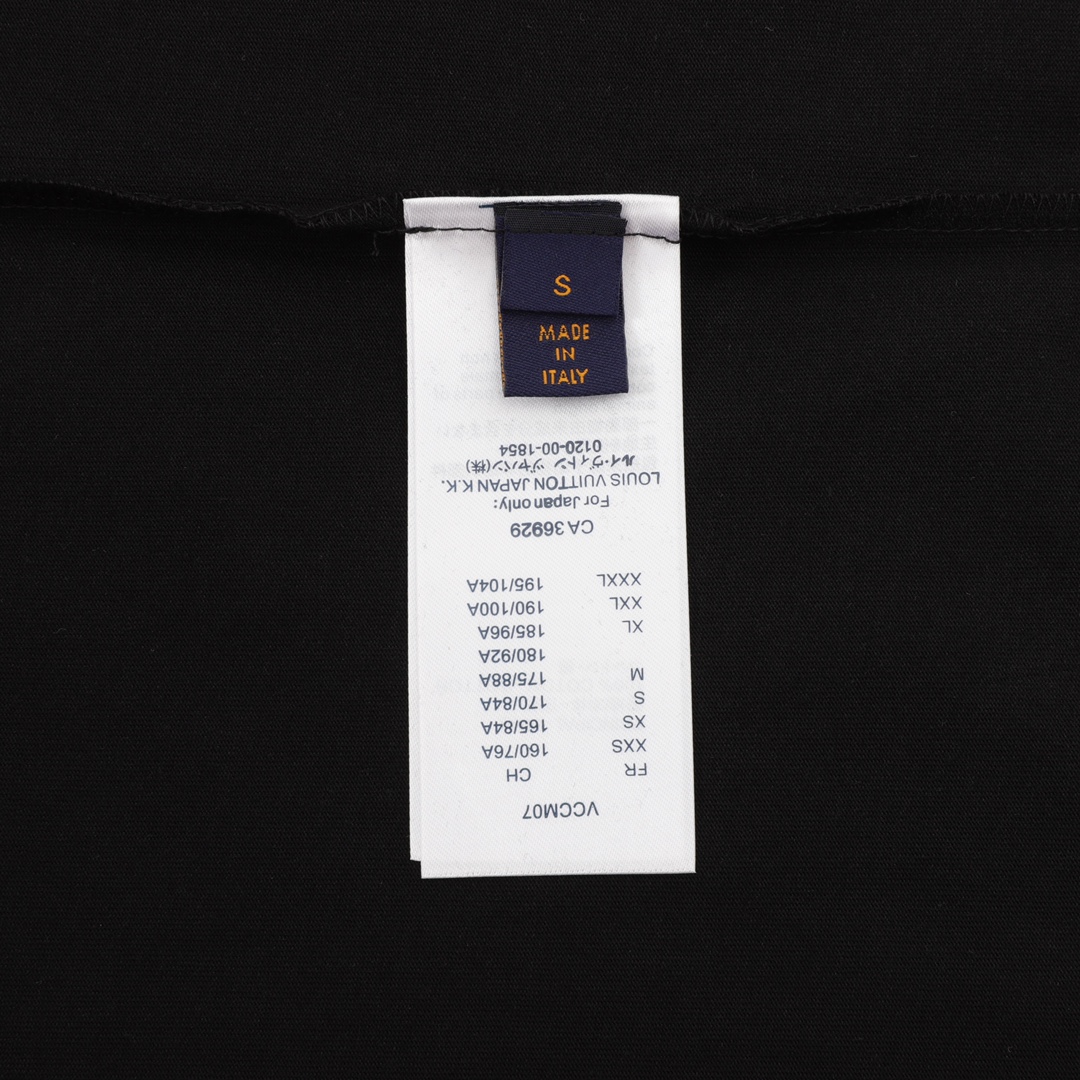 S
MADE
IN
ITALY
VCCM07
FR CH
XXS 160/76A
XS 165/84A
S 170/84A
M 175/88A
180/92A
XL 185/96A
XXL 190/100A
XXXL 195/104A
CA 36929
For Japan only:
LOUIS VUITTON JAPAN K.K.
ルイ・ヴィトン ジャパン(株)
0120-00-1854